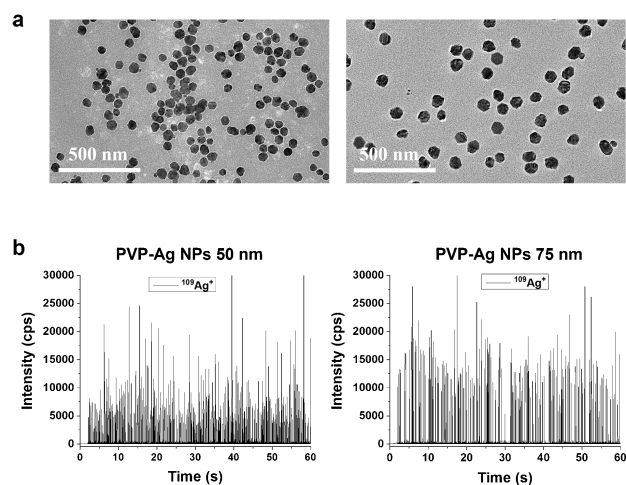 a
500 nm
500 nm
b
PVP-Ag NPs 50 nm
PVP-Ag NPs 75 nm
30000
25000
20000
15000
10000
5000
0
Intensity (cps)
¹⁰⁹Ag⁺
0 10 20 30 40 50 60
Time (s)
30000
25000
20000
15000
10000
5000
0
Intensity (cps)
¹⁰⁹Ag⁺
0 10 20 30 40 50 60
Time (s)